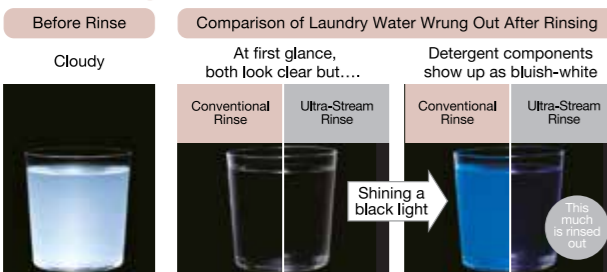 Before Rinse
Cloudy
Comparison of Laundry Water Wrung Out After Rinsing
At first glance,
both look clear but....
Conventional
Rinse
Ultra-Stream
Rinse
Shining a
black light
Detergent components
show up as bluish-white
Conventional
Rinse
Ultra-Stream
Rinse
This
much
is rinsed
out